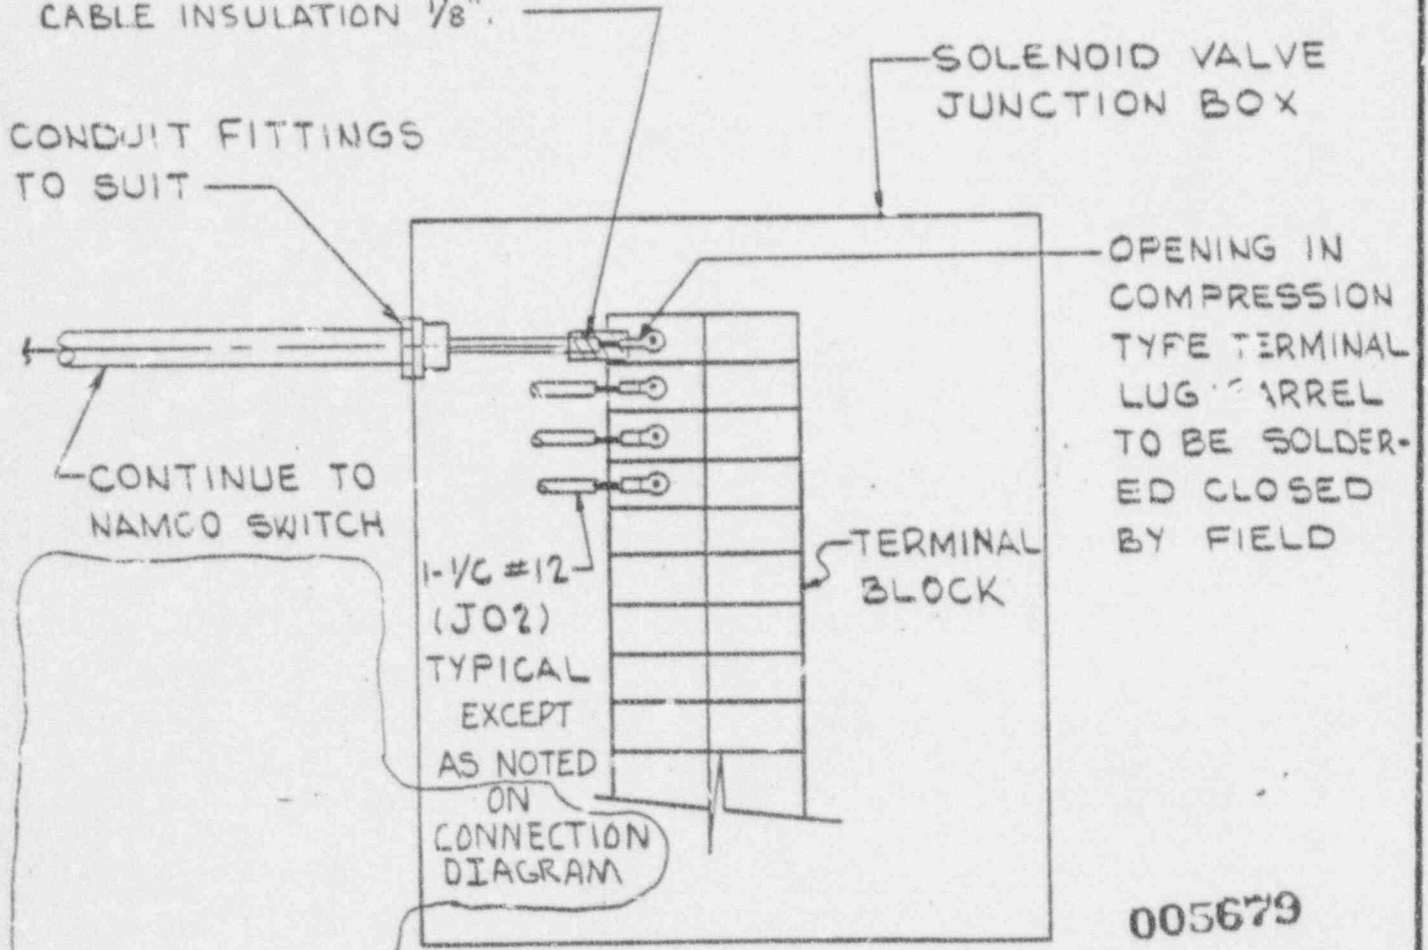 CABLE INSULATION 1/8".
SOLENOID VALVE
JUNCTION BOX
CONDUIT FITTINGS
TO SUIT
OPENING IN
COMPRESSION
TYPE TERMINAL
LUG BARREL
TO BE SOLDER-
ED CLOSED
BY FIELD
CONTINUE TO
NAMCO SWITCH
1-1/C #12
(J02)
TYPICAL
EXCEPT
AS NOTED
ON
CONNECTION
DIAGRAM
TERMINAL
BLOCK
005679